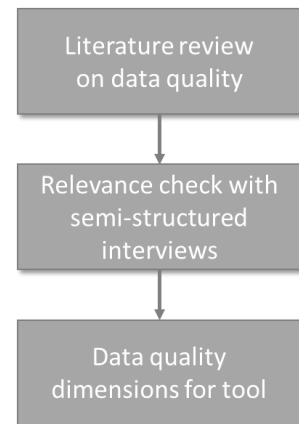 Literature review
on data quality
Relevance check with
semi-structured
interviews
Data quality
dimensions for tool